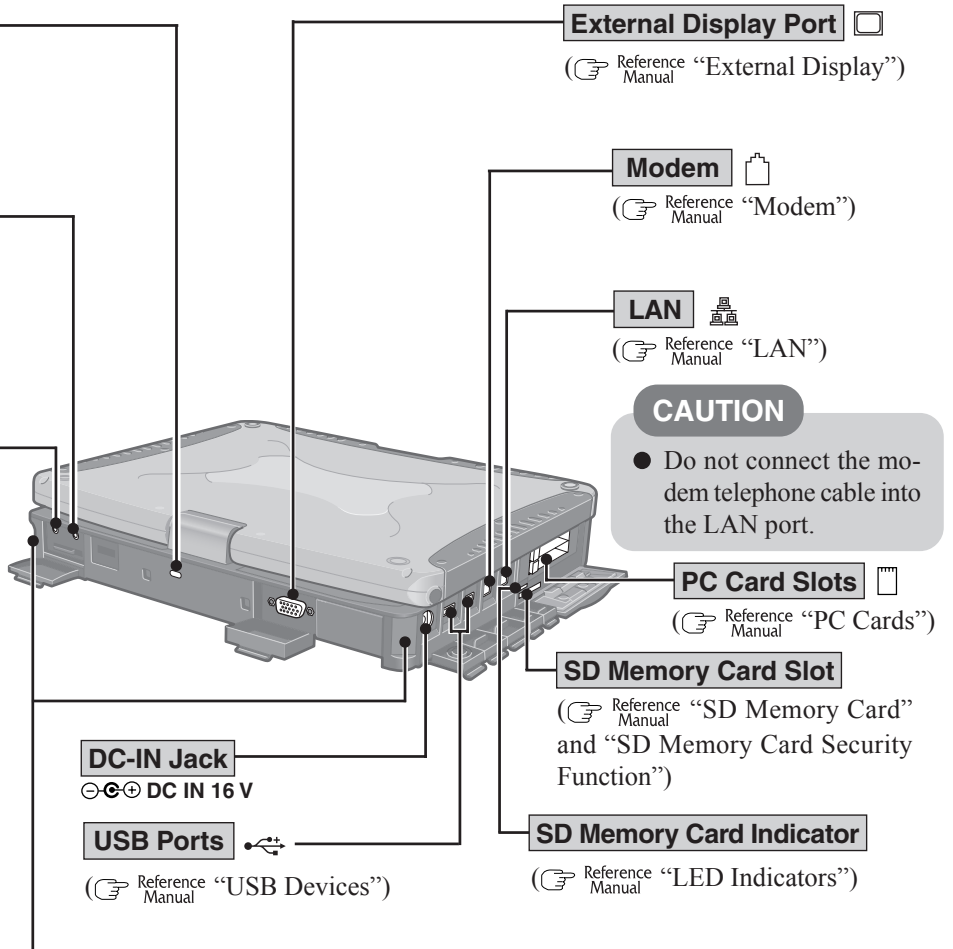 External Display Port
(Reference Manual “External Display”)
Modem
(Reference Manual “Modem”)
LAN
(Reference Manual “LAN”)
CAUTION
● Do not connect the mo-
dem telephone cable into
the LAN port.
PC Card Slots
(Reference Manual “PC Cards”)
SD Memory Card Slot
(Reference Manual “SD Memory Card”
and “SD Memory Card Security
Function”)
DC-IN Jack
DC IN 16 V
USB Ports
(Reference Manual “USB Devices”)
SD Memory Card Indicator
(Reference Manual “LED Indicators”)